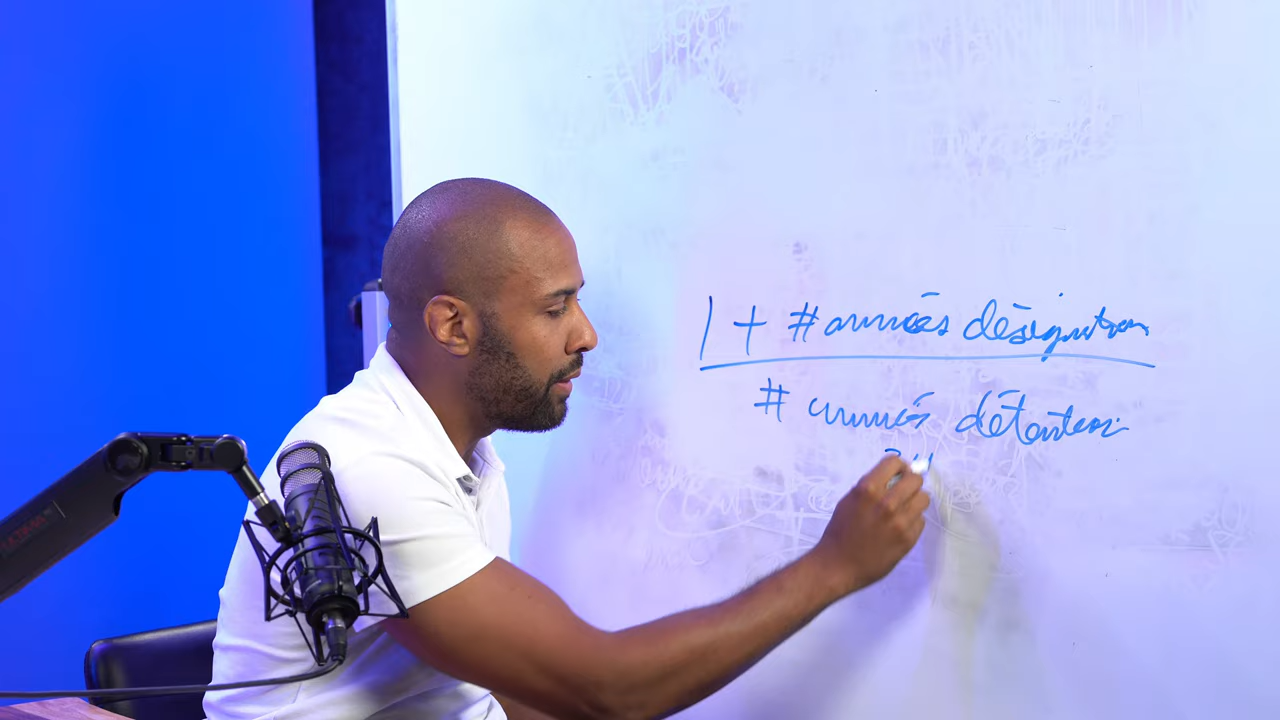 1 + # années désignation
# années détention